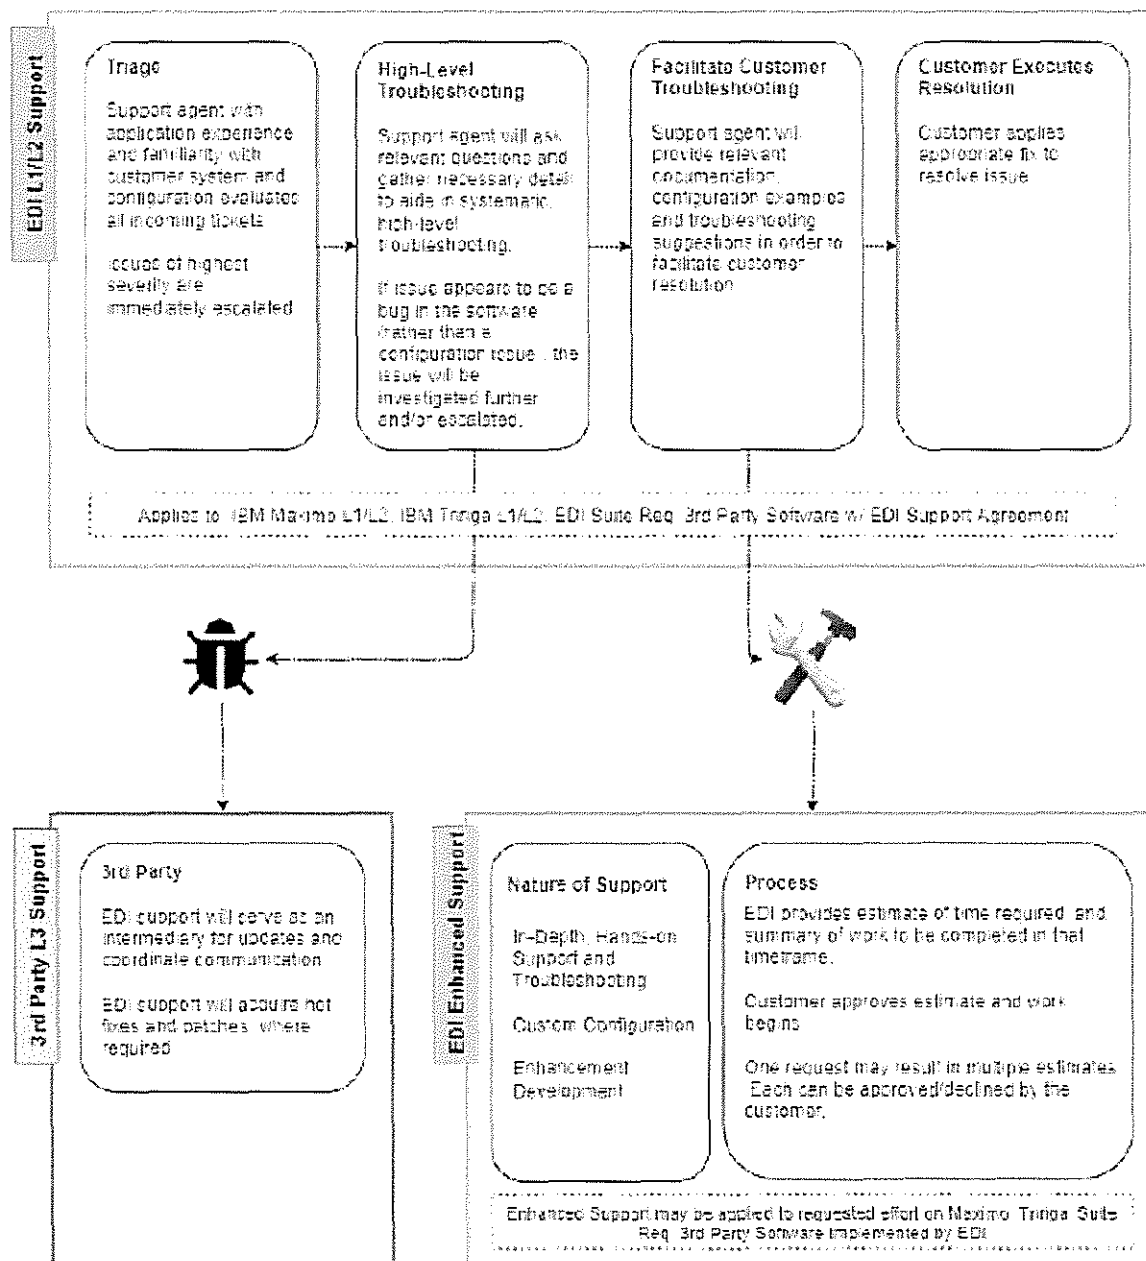 EDI L1/L2 Support
Triage
Support agent with
application experience
and familiarity with
customer system and
configuration evaluates
all incoming tickets
Issues of highest
severity are
immediately escalated
High-Level
Troubleshooting
Support agent will ask
relevant questions and
gather necessary detail
to aide in systematic,
high-level
troubleshooting.
If issue appears to be a
bug in the software
(rather than a
configuration issue), the
issue will be
investigated further
and/or escalated.
Facilitate Customer
Troubleshooting
Support agent will
provide relevant
documentation,
configuration examples
and troubleshooting
suggestions in order to
facilitate customer
resolution
Customer Executes
Resolution
Customer applies
appropriate fix to
resolve issue
Applies to: IBM Maximo L1/L2, IBM Tririga L1/L2, EDI Suite Req. 3rd Party Software w/ EDI Support Agreement
3rd Party L3 Support
3rd Party
EDI support will serve as an
intermediary for updates and
coordinate communication
EDI support will acquire hot
fixes and patches, where
required
EDI Enhanced Support
Nature of Support
In-Depth, Hands-on
Support and
Troubleshooting
Custom Configuration
Enhancement
Development
Process
EDI provides estimate of time required, and
summary of work to be completed in that
timeframe.
Customer approves estimate and work
begins
One request may result in multiple estimates
Each can be approved/declined by the
customer.
Enhanced Support may be applied to requested effort on Maximo, Tririga, Suite
Req. 3rd Party Software implemented by EDI